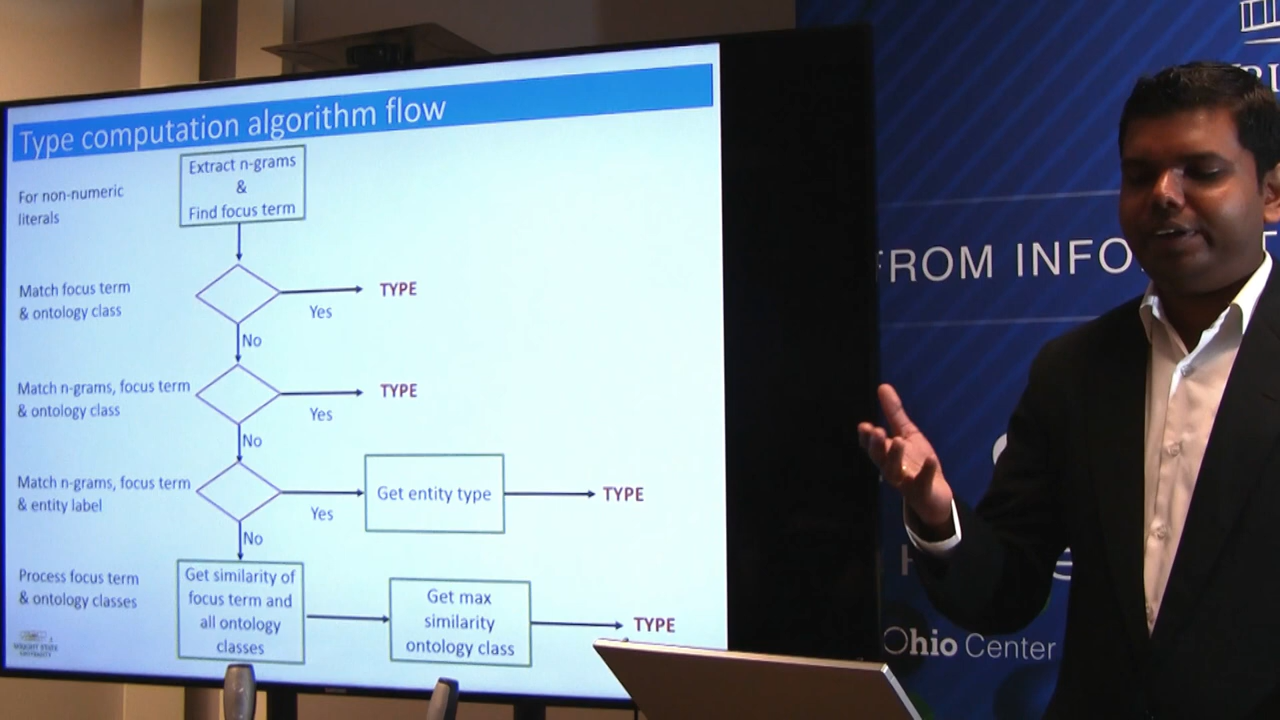 Type computation algorithm flow
For non-numeric
literals
Extract n-grams
&
Find focus term
Match focus term
& ontology class
TYPE
Yes
No
Match n-grams, focus term
& ontology class
TYPE
Yes
No
Match n-grams, focus term
& entity label
Get entity type
TYPE
Yes
No
Process focus term
& ontology classes
Get similarity of
focus term and
all ontology
classes
Get max
similarity
ontology class
TYPE
WRIGHT STATE
UNIVERSITY
FROM INFO
Ohio Center